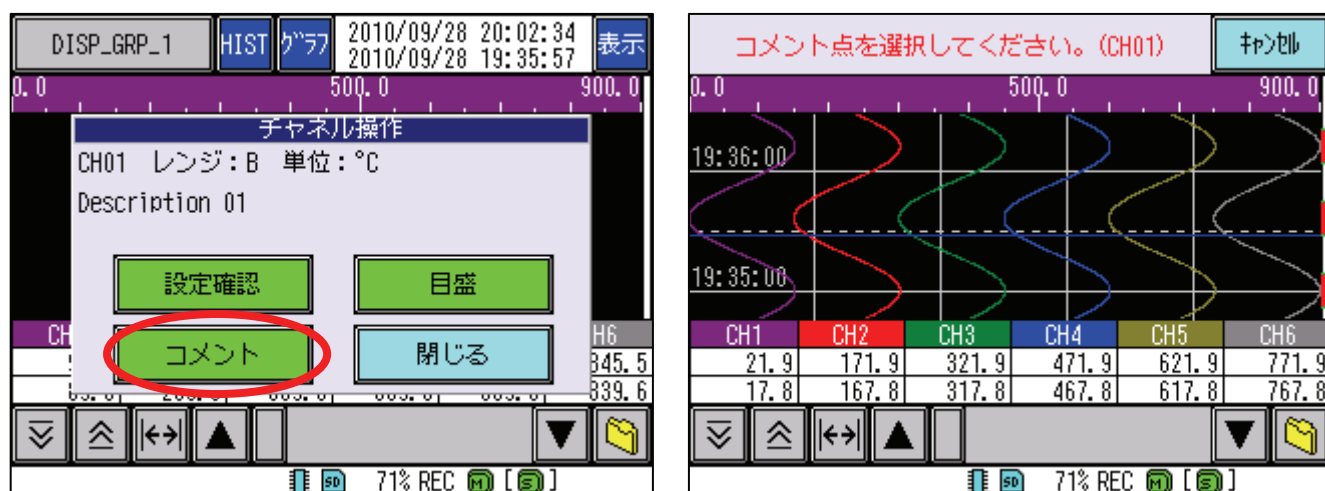 DISP_GRP_1 HIST グラフ 2010/09/28 20:02:34 表示
2010/09/28 19:35:57
0.0 500.0 900.0
チャネル操作
CH01 レンジ:B 単位:°C
Description 01
設定確認 目盛
コメント 閉じる
CH H6
845.5
839.6
71% REC M [S]
コメント点を選択してください。(CH01) キャンセル
0.0 500.0 900.0
19:36:00
19:35:00
CH1 CH2 CH3 CH4 CH5 CH6
21.9 171.9 321.9 471.9 621.9 771.9
17.8 167.8 317.8 467.8 617.8 767.8
SD 71% REC M [S]